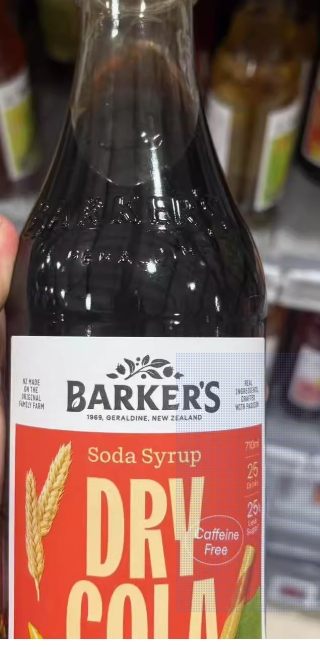 BARKER'S
NZ MADE
ON THE
ORIGINAL
FAMILY FARM
BARKER'S
1969, GERALDINE, NEW ZEALAND
REAL
INGREDIENTS,
CRAFTED
WITH PASSION
Soda Syrup
710ml
DRY
COLA
25
Drinks
Caffeine
Free
25%
Less
Sugar